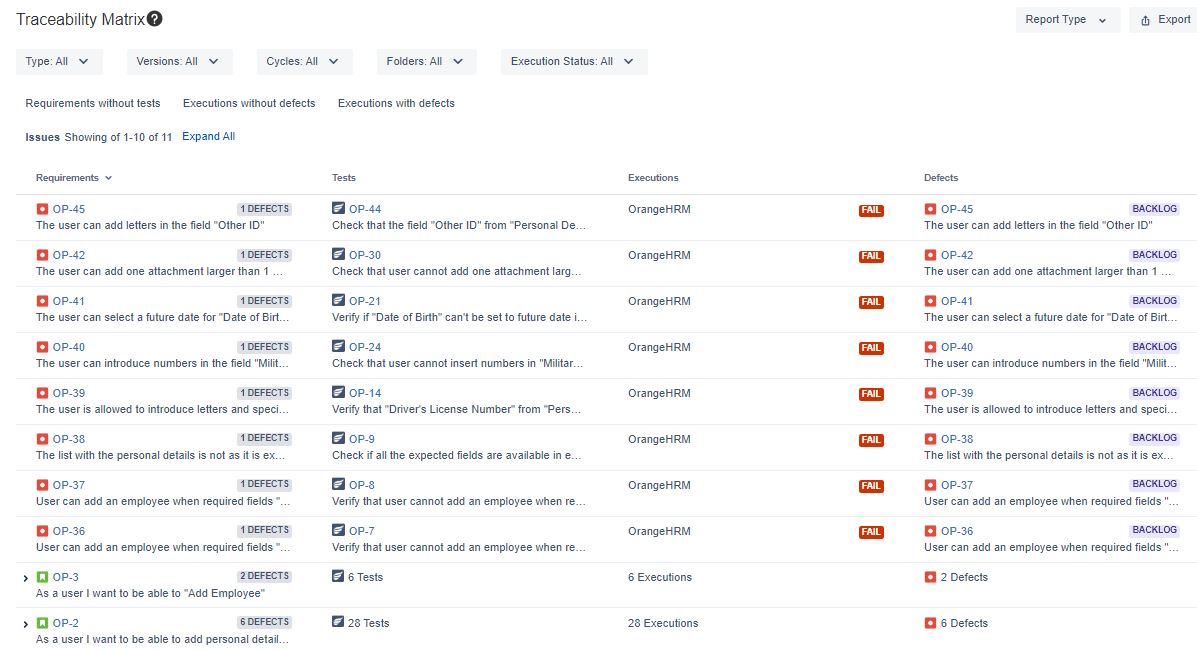 Traceability Matrix?
Report Type
Export
Type: All
Versions: All
Cycles: All
Folders: All
Execution Status: All
Requirements without tests
Executions without defects
Executions with defects
Issues Showing of 1-10 of 11 Expand All
Requirements Tests Executions Defects
OP-45 1 DEFECTS OP-44 OrangeHRM FAIL OP-45 BACKLOG
The user can add letters in the field "Other ID" Check that the field "Other ID" from "Personal De... The user can add letters in the field "Other ID"
OP-42 1 DEFECTS OP-30 OrangeHRM FAIL OP-42 BACKLOG
The user can add one attachment larger than 1 ... Check that user cannot add one attachment larg... The user can add one attachment larger than 1 ...
OP-41 1 DEFECTS OP-21 OrangeHRM FAIL OP-41 BACKLOG
The user can select a future date for "Date of Birt... Verify if "Date of Birth" can't be set to future date i... The user can select a future date for "Date of Birt...
OP-40 1 DEFECTS OP-24 OrangeHRM FAIL OP-40 BACKLOG
The user can introduce numbers in the field "Milit... Check that user cannot insert numbers in "Militar... The user can introduce numbers in the field "Milit...
OP-39 1 DEFECTS OP-14 OrangeHRM FAIL OP-39 BACKLOG
The user is allowed to introduce letters and speci... Verify that "Driver's License Number" from "Pers... The user is allowed to introduce letters and speci...
OP-38 1 DEFECTS OP-9 OrangeHRM FAIL OP-38 BACKLOG
The list with the personal details is not as it is ex... Check if all the expected fields are available in e... The list with the personal details is not as it is ex...
OP-37 1 DEFECTS OP-8 OrangeHRM FAIL OP-37 BACKLOG
User can add an employee when required fields "... Verify that user cannot add an employee when re... User can add an employee when required fields "...
OP-36 1 DEFECTS OP-7 OrangeHRM FAIL OP-36 BACKLOG
User can add an employee when required fields "... Verify that user cannot add an employee when re... User can add an employee when required fields "...
OP-3 2 DEFECTS 6 Tests 6 Executions 2 Defects
As a user I want to be able to "Add Employee"
OP-2 6 DEFECTS 28 Tests 28 Executions 6 Defects
As a user I want to be able to add personal detail...